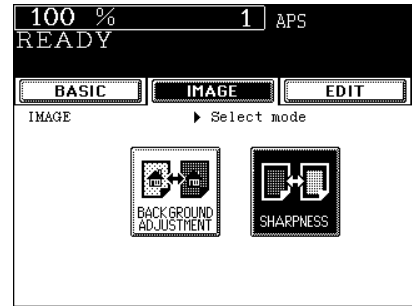 100 % 1 APS
READY
BASIC IMAGE EDIT
IMAGE ▶ Select mode
BACKGROUND ADJUSTMENT
SHARPNESS